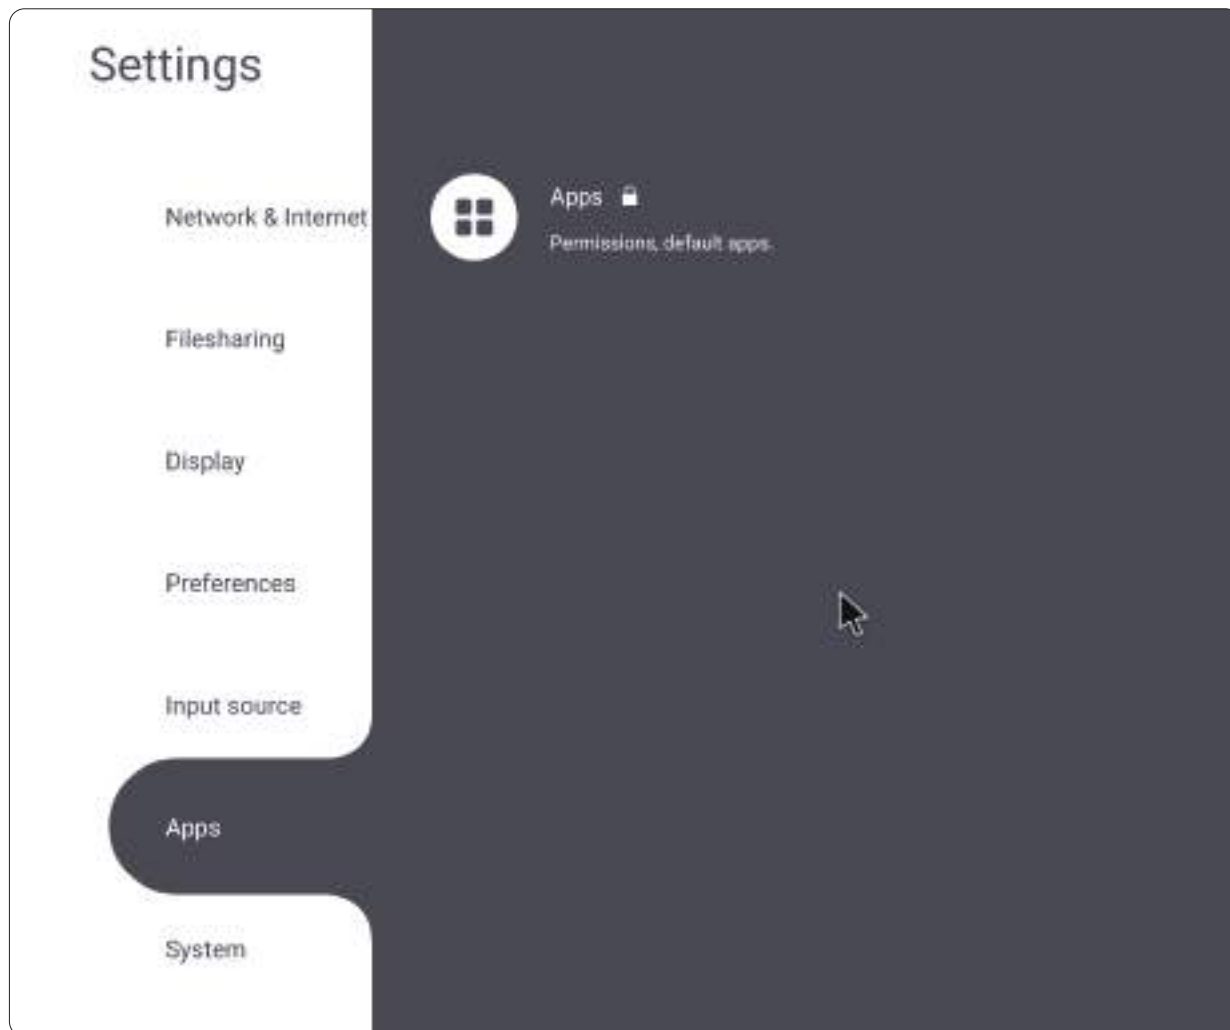 Settings
Network & Internet
Filesharing
Display
Preferences
Input source
Apps
System
Apps
Permissions, default apps.